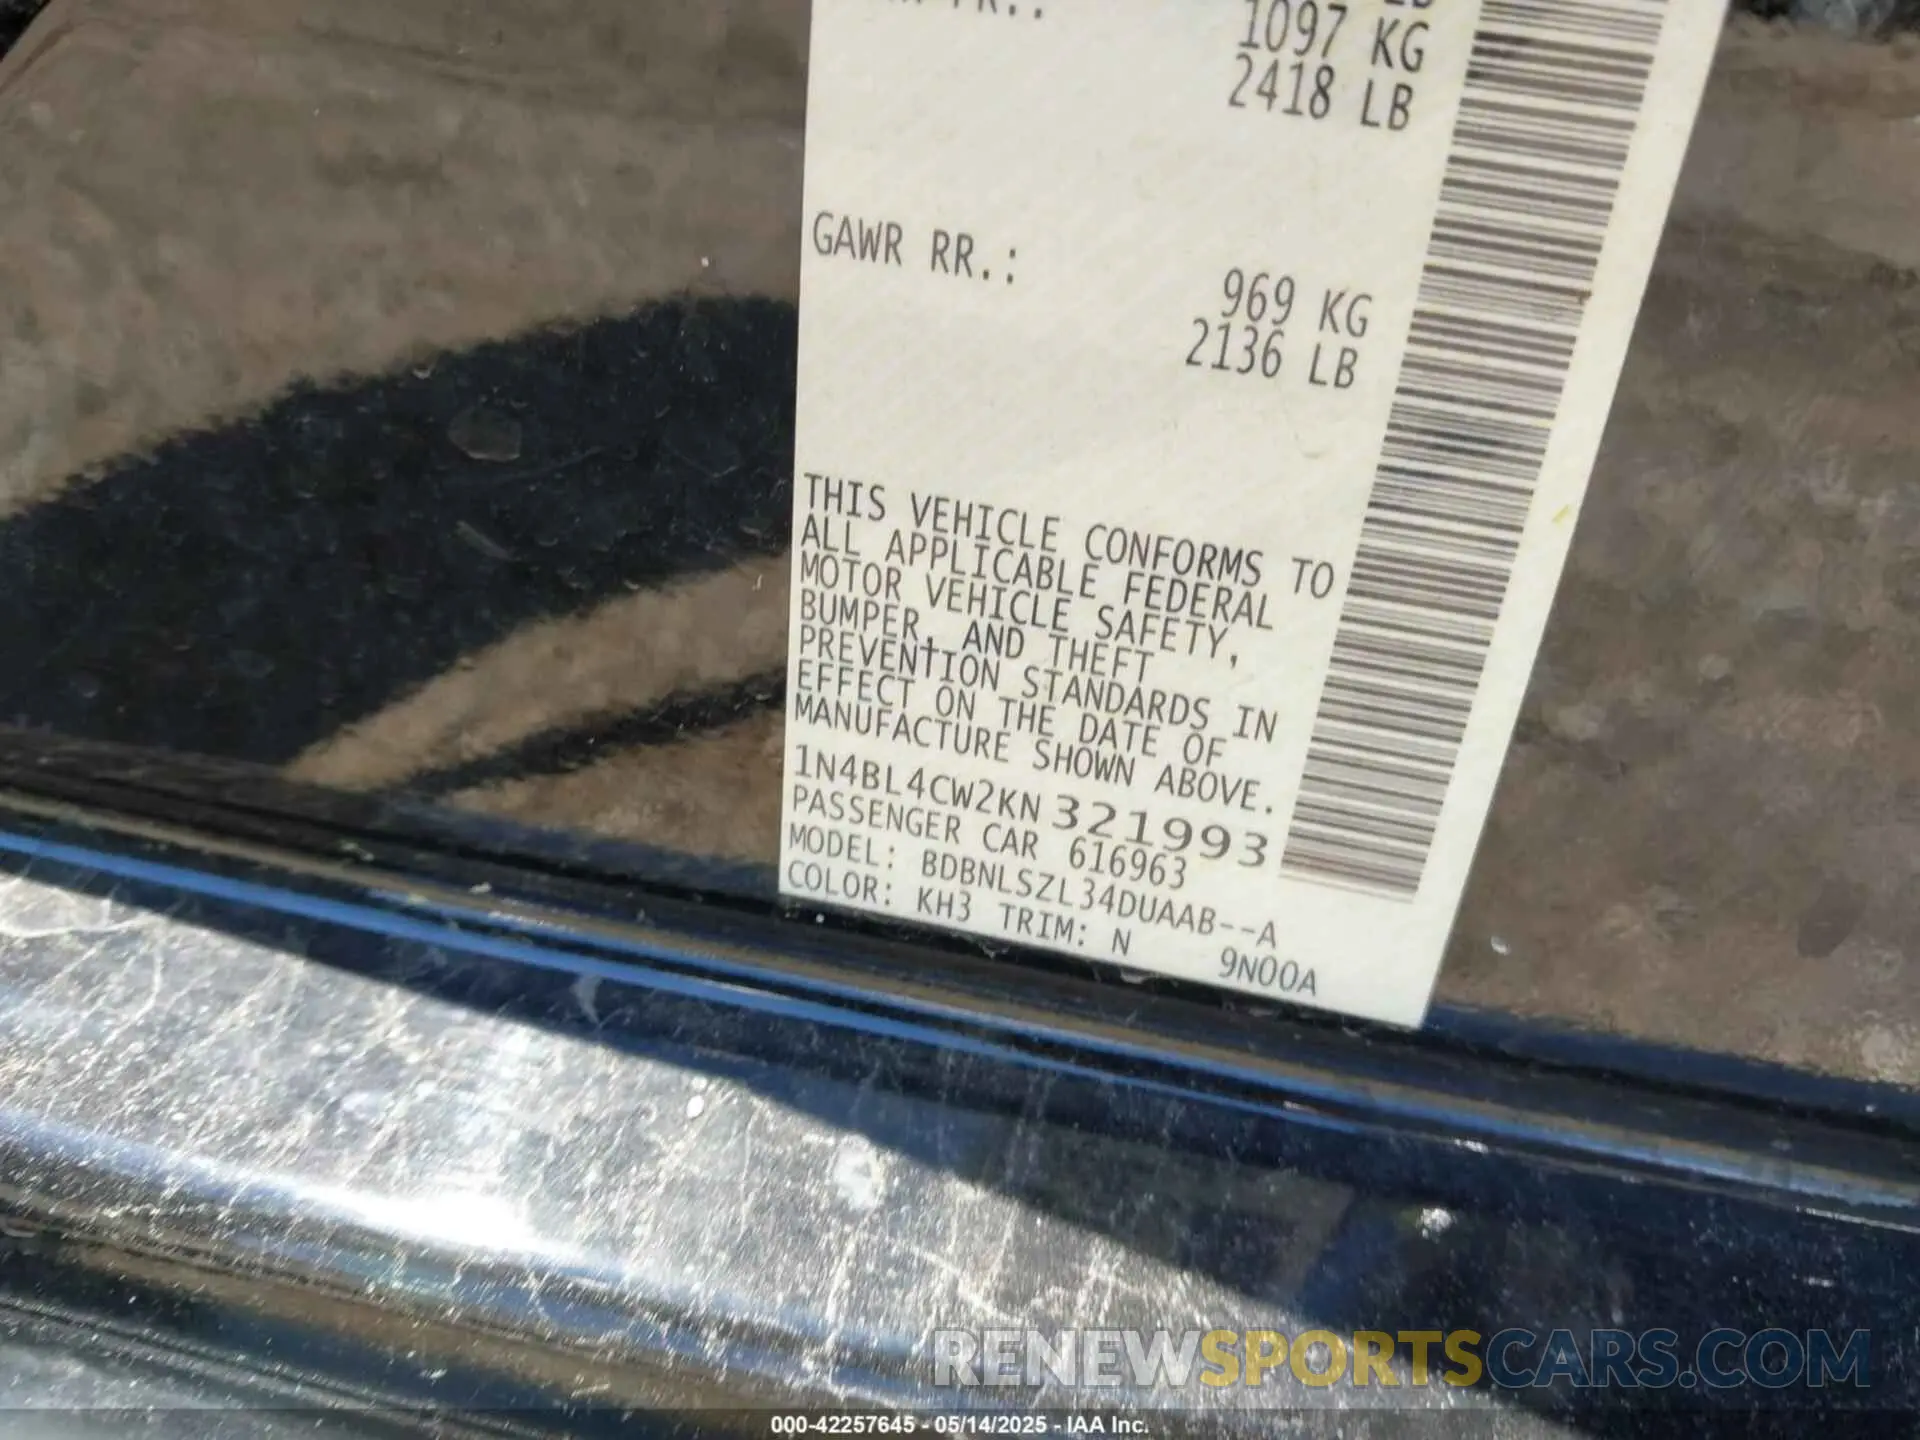 1097 KG
2418 LB
GAWR RR.:
969 KG
2136 LB
THIS VEHICLE CONFORMS TO
ALL APPLICABLE FEDERAL
MOTOR VEHICLE SAFETY,
BUMPER, AND THEFT
PREVENTION STANDARDS IN
EFFECT ON THE DATE OF
MANUFACTURE SHOWN ABOVE.
1N4BL4CW2KN321993
PASSENGER CAR 616963
MODEL: BDBNLSZL34DUAAB--A
COLOR: KH3 TRIM: N 9N00A
RENEWSPORTSCARS.COM
000-42257645 - 05/14/2025 - IAA Inc.